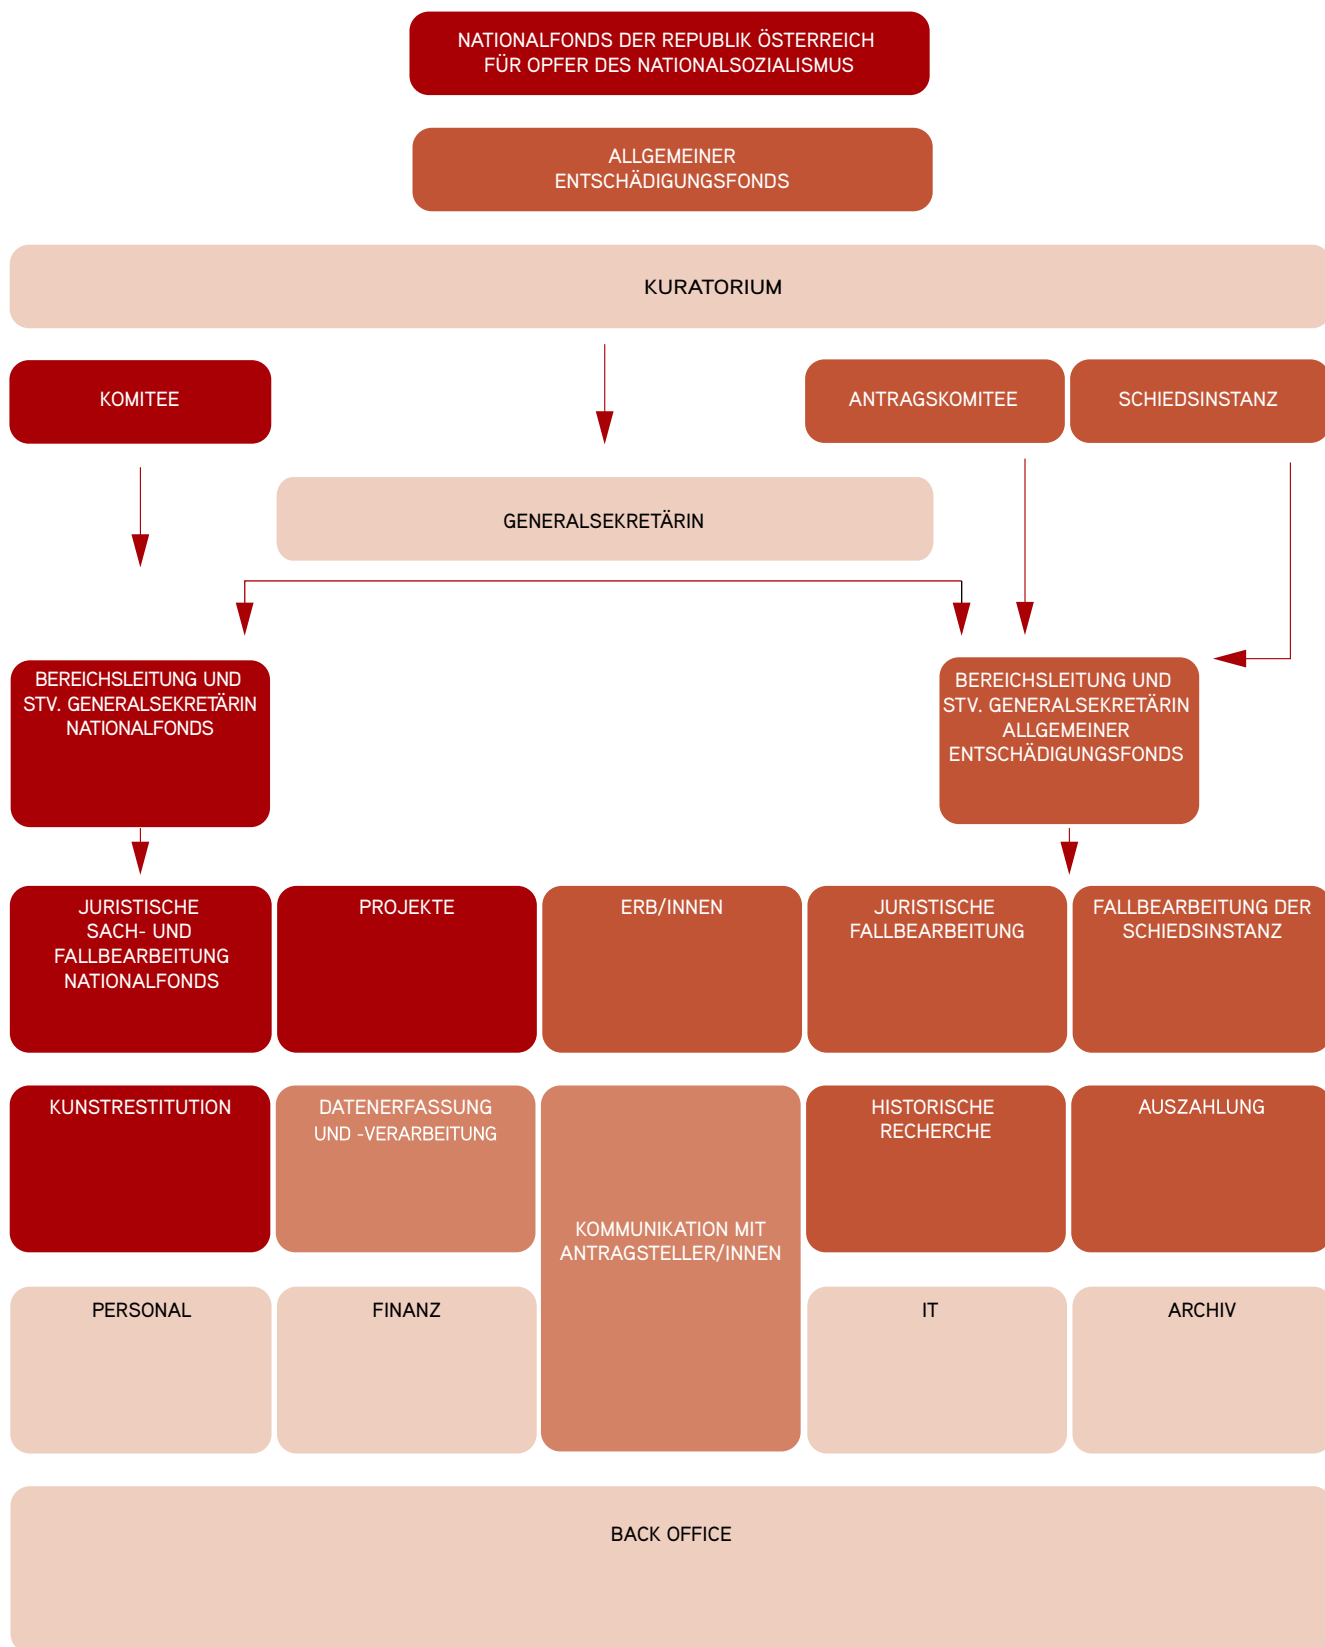 NATIONALFONDS DER REPUBLIK ÖSTERREICH
FÜR OPFER DES NATIONALSOZIALISMUS
ALLGEMEINER
ENTSCHÄDIGUNGSFONDS
KURATORIUM
KOMITEE
ANTRAGSKOMITEE
SCHIEDSINSTANZ
GENERALSEKRETÄRIN
BEREICHSLEITUNG UND
STV. GENERALSEKRETÄRIN
NATIONALFONDS
BEREICHSLEITUNG UND
STV. GENERALSEKRETÄRIN
ALLGEMEINER
ENTSCHÄDIGUNGSFONDS
JURISTISCHE
SACH- UND
FALLBEARBEITUNG
NATIONALFONDS
PROJEKTE
ERB/INNEN
JURISTISCHE
FALLBEARBEITUNG
FALLBEARBEITUNG DER
SCHIEDSINSTANZ
KUNSTRESTITUTION
DATENERFASSUNG
UND -VERARBEITUNG
KOMMUNIKATION MIT
ANTRAGSTELLER/INNEN
HISTORISCHE
RECHERCHE
AUSZAHLUNG
PERSONAL
FINANZ
IT
ARCHIV
BACK OFFICE